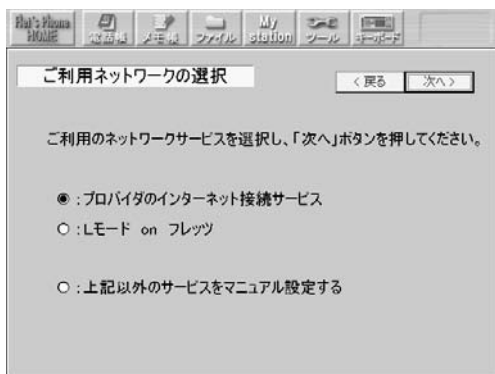 Flat's Phone HOME 電話帳 メモ帳 ファイル My station ツール キーボード
ご利用ネットワークの選択
<戻る 次へ>
ご利用のネットワークサービスを選択し、「次へ」ボタンを押してください。
:プロバイダのインターネット接続サービス
:Lモード on フレッツ
:上記以外のサービスをマニュアル設定する